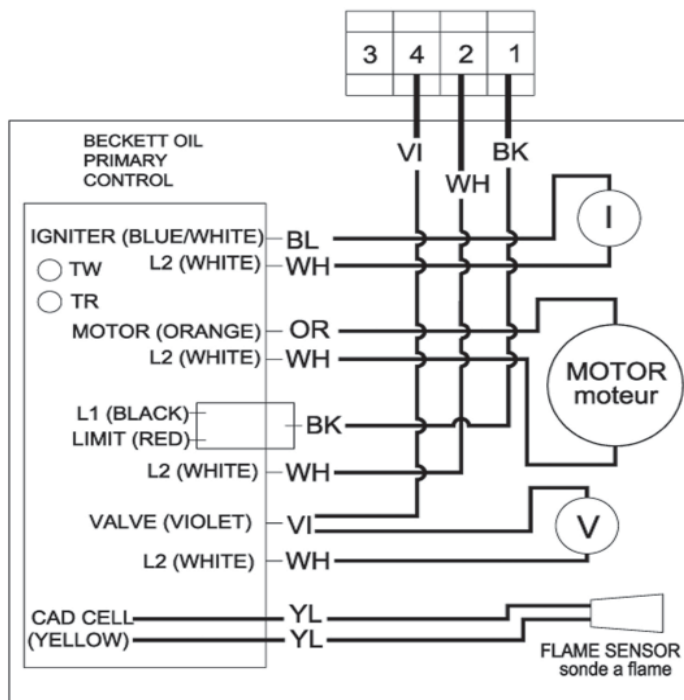 3 4 2 1
BECKETT OIL
PRIMARY
CONTROL
VI
WH
BK
IGNITER (BLUE/WHITE) BL
I
L2 (WHITE) WH
TW
TR
MOTOR (ORANGE) OR
L2 (WHITE) WH
MOTOR
moteur
L1 (BLACK)
LIMIT (RED)
BK
L2 (WHITE) WH
VALVE (VIOLET) VI
V
L2 (WHITE) WH
CAD CELL YL
(YELLOW) YL
FLAME SENSOR
sonde a flame